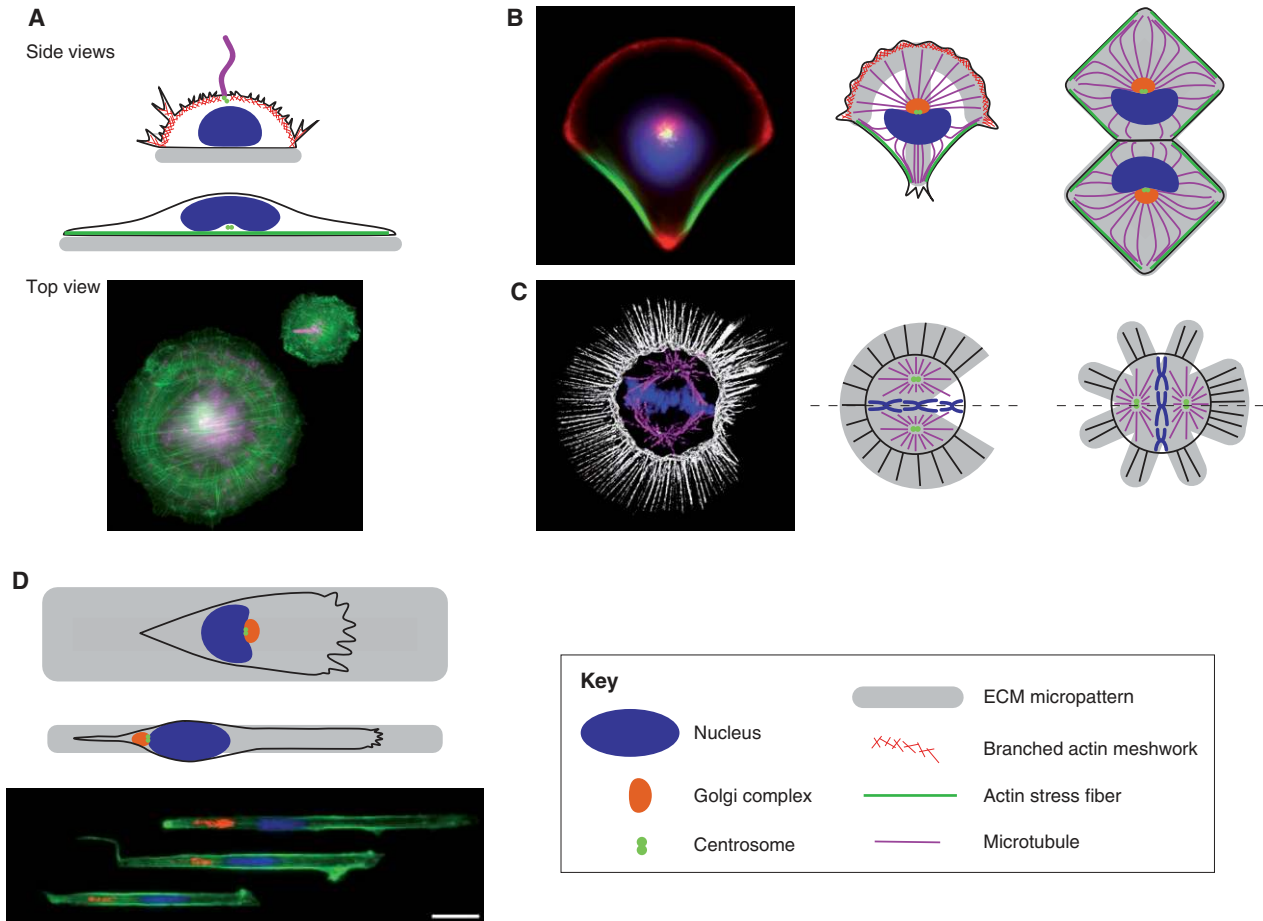 A
Side views
Top view
B
C
D
Key
Nucleus
Golgi complex
Centrosome
ECM micropattern
Branched actin meshwork
Actin stress fiber
Microtubule